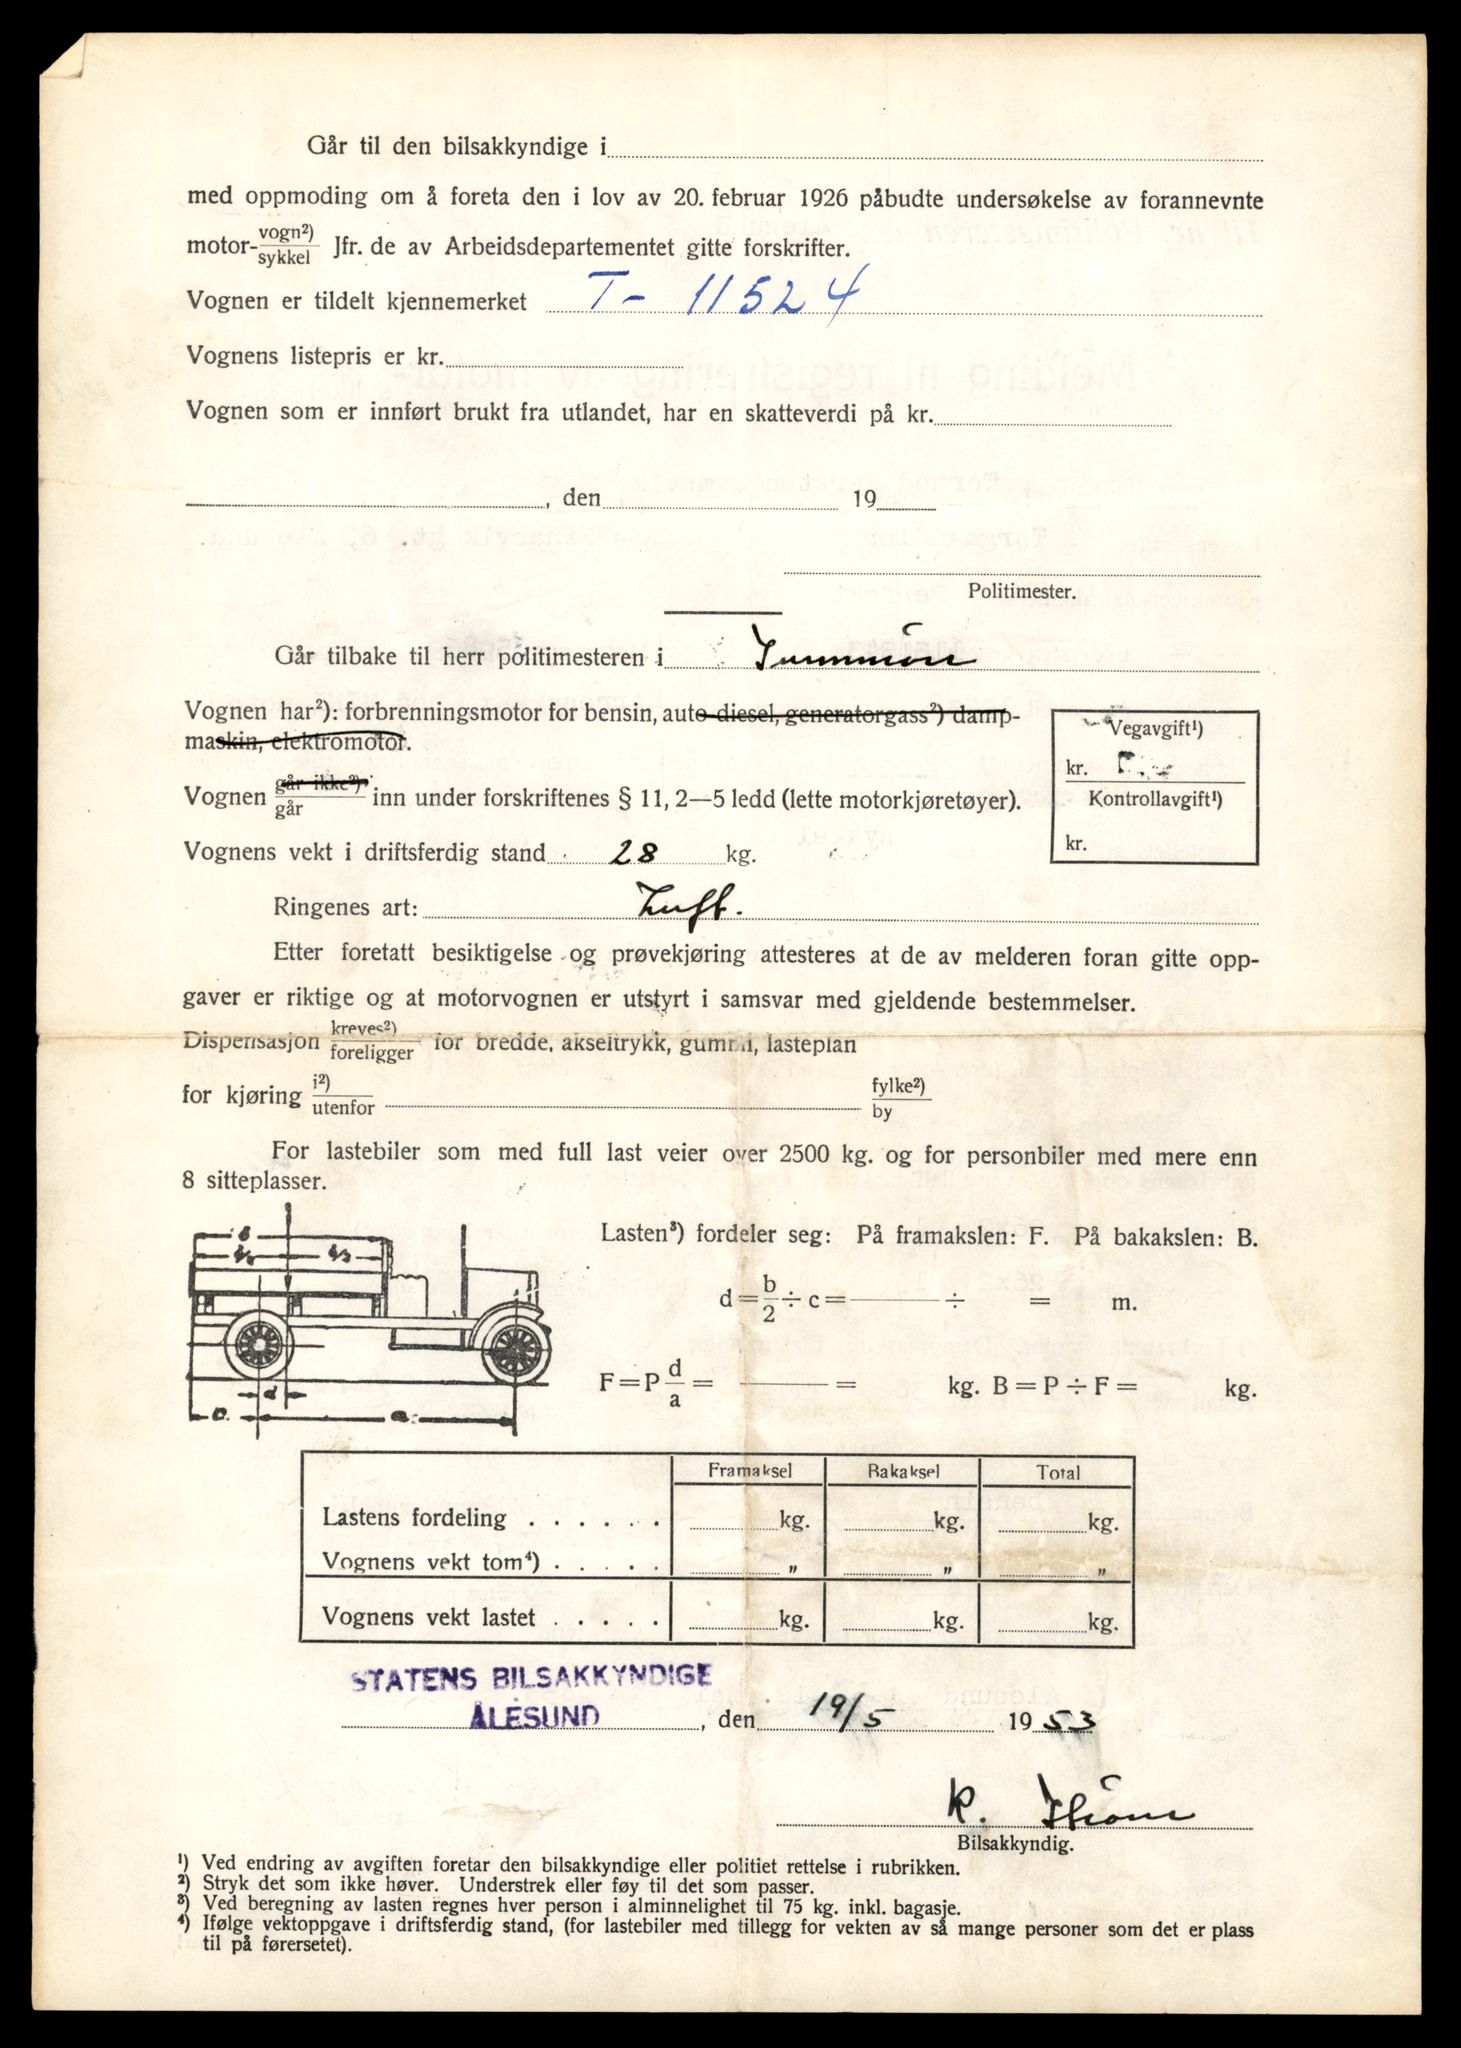 Går til den bilsakkyndige i
med oppmoding om å foreta den i lov av 20. februar 1926 påbudte undersøkelse av forannevnte
motor- vogn²) / sykkel Jfr. de av Arbeidsdepartementet gitte forskrifter.
Vognen er tildelt kjennemerket T- 11524
Vognens listepris er kr.
Vognen som er innført brukt fra utlandet, har en skatteverdi på kr.
, den 19
Politimester.
Går tilbake til herr politimesteren i Sunnmöre
Vognen har²): forbrenningsmotor for bensin, auto-diesel, generatorgass²) damp-
maskin, elektromotor.
Vegavgift¹)
kr.
Vognen går ikke²) / går inn under forskriftenes § 11, 2—5 ledd (lette motorkjøretøyer).
Kontrollavgift¹)
kr.
Vognens vekt i driftsferdig stand 28 kg.
Ringenes art: Luft.
Etter foretatt besiktigelse og prøvekjøring attesteres at de av melderen foran gitte opp-
gaver er riktige og at motorvognen er utstyrt i samsvar med gjeldende bestemmelser.
Dispensasjon kreves²) / foreligger for bredde, akseltrykk, gummi, lasteplan
for kjøring i²) / utenfor fylke²) / by
For lastebiler som med full last veier over 2500 kg. og for personbiler med mere enn
8 sitteplasser.
Lasten³) fordeler seg: På framakslen: F. På bakakslen: B.
d = b/2 ÷ c = ——— ÷ = m.
F = P d/a = ——— = kg. B = P ÷ F = kg.
d
c. a.
Framaksel Bakaksel Total
Lastens fordeling . . . . . . kg. kg. kg.
Vognens vekt tom⁴) . . . . . „ „ „
Vognens vekt lastet . . . . . kg. kg. kg.
STATENS BILSAKKYNDIGE
ÅLESUND, den 19/5 1953
K.
Bilsakkyndig.
¹) Ved endring av avgiften foretar den bilsakkyndige eller politiet rettelse i rubrikken.
²) Stryk det som ikke høver. Understrek eller føy til det som passer.
³) Ved beregning av lasten regnes hver person i alminnelighet til 75 kg. inkl. bagasje.
⁴) Ifølge vektoppgave i driftsferdig stand, (for lastebiler med tillegg for vekten av så mange personer som det er plass
til på førersetet).